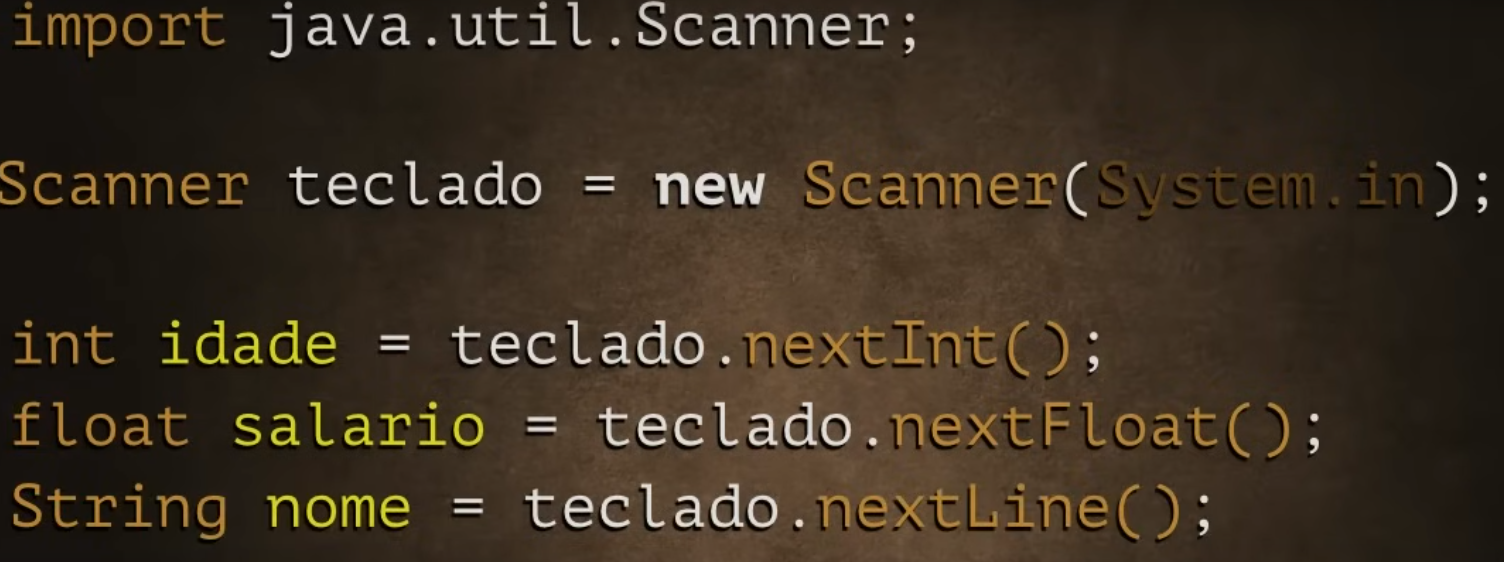 import java.util.Scanner;
Scanner teclado = new Scanner(System.in);
int idade = teclado.nextInt();
float salario = teclado.nextFloat();
String nome = teclado.nextLine();